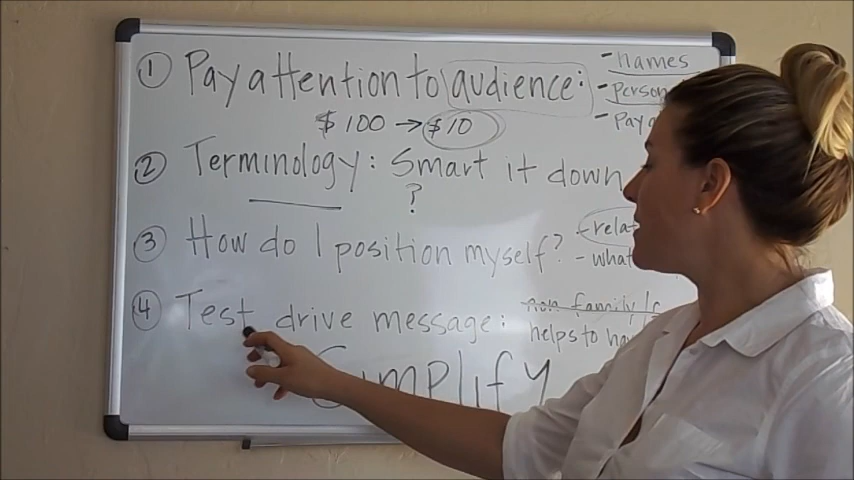 ① Pay attention to audience:
- names
- person
- pay a
$100 → $10
② Terminology: Smart it down
?
③ How do I position myself?
- relat
- what
④ Test drive message:
non family/f
helps to ha
Simplify